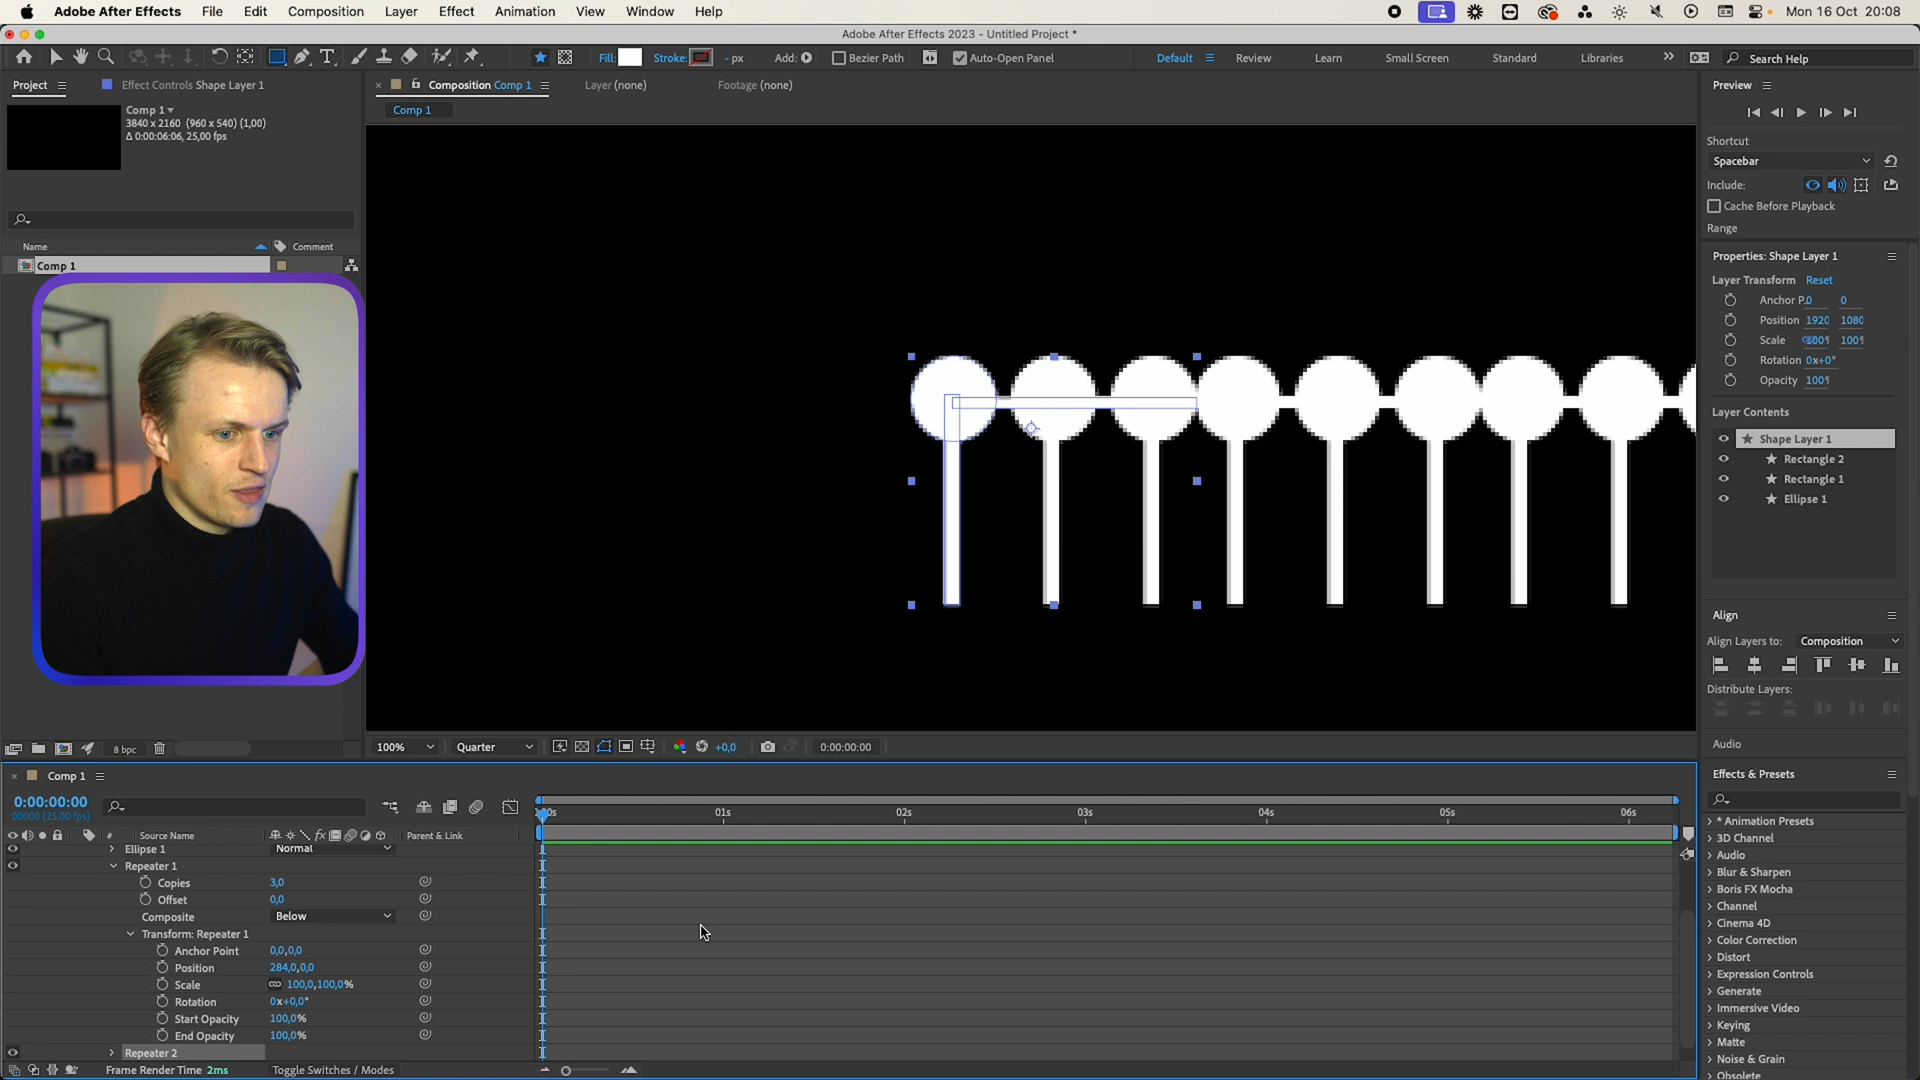 Adobe After Effects File Edit Composition Layer Effect Animation View Window Help Mon 16 Oct 20:08
Adobe After Effects 2023 - Untitled Project *
Fill: Stroke: - px Add: Bezier Path Auto-Open Panel Default Review Learn Small Screen Standard Libraries Search Help
Project Effect Controls Shape Layer 1 Composition Comp 1 Layer (none) Footage (none)
Comp 1
3840 x 2160 (960 x 540) (1,00)
Δ 0:00:06:06, 25,00 fps
Name Comment
Comp 1
8 bpc
Comp 1
100% Quarter +0,0 0:00:00:00
Preview
Shortcut
Spacebar
Include:
Cache Before Playback
Range
Properties: Shape Layer 1
Layer Transform Reset
Anchor P. 0 0
Position 1920 1080
Scale 100% 100%
Rotation 0x+0°
Opacity 100%
Layer Contents
Shape Layer 1
Rectangle 2
Rectangle 1
Ellipse 1
Align
Align Layers to: Composition
Distribute Layers:
Audio
Effects & Presets
* Animation Presets
3D Channel
Audio
Blur & Sharpen
Boris FX Mocha
Channel
Cinema 4D
Color Correction
Distort
Expression Controls
Generate
Immersive Video
Keying
Matte
Noise & Grain
Obsolete
Comp 1
0:00:00:00
00000 (25.00 fps)
01s 02s 03s 04s 05s 06s
# Source Name Parent & Link
Ellipse 1 Normal
Repeater 1
Copies 3,0
Offset 0,0
Composite Below
Transform: Repeater 1
Anchor Point 0,0,0,0
Position 284,0,0,0
Scale 100,0,100,0%
Rotation 0x+0,0°
Start Opacity 100,0%
End Opacity 100,0%
Repeater 2
Frame Render Time 2ms Toggle Switches / Modes